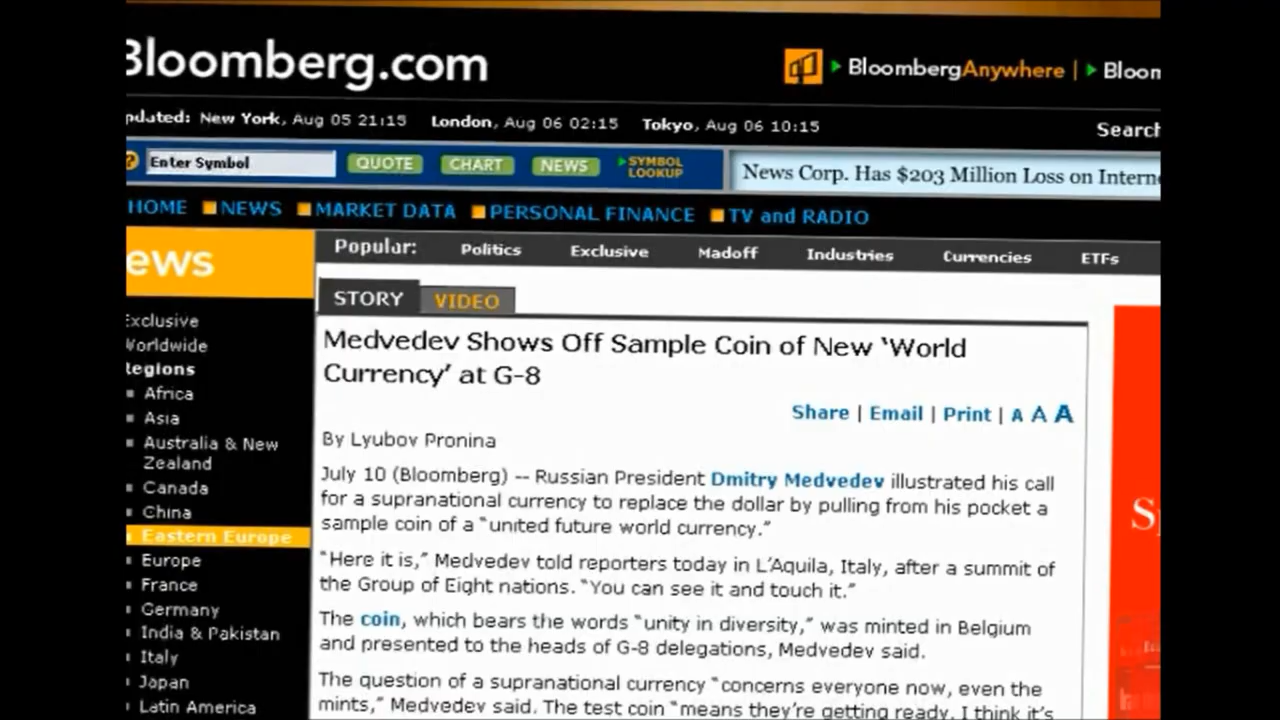 Bloomberg.com
BloombergAnywhere | Bloom
pdated: New York, Aug 05 21:15 London, Aug 06 02:15 Tokyo, Aug 06 10:15
Search
? Enter Symbol QUOTE CHART NEWS SYMBOL LOOKUP
News Corp. Has $203 Million Loss on Intern
HOME NEWS MARKET DATA PERSONAL FINANCE TV and RADIO
ews
Popular: Politics Exclusive Madoff Industries Currencies ETFs
Exclusive
Worldwide
Regions
Africa
Asia
Australia & New
Zealand
Canada
China
Eastern Europe
Europe
France
Germany
India & Pakistan
Italy
Japan
Latin America
STORY VIDEO
Medvedev Shows Off Sample Coin of New ‘World
Currency’ at G-8
Share | Email | Print | A A A
By Lyubov Pronina
July 10 (Bloomberg) -- Russian President Dmitry Medvedev illustrated his call
for a supranational currency to replace the dollar by pulling from his pocket a
sample coin of a “united future world currency.”
“Here it is,” Medvedev told reporters today in L’Aquila, Italy, after a summit of
the Group of Eight nations. “You can see it and touch it.”
The coin, which bears the words “unity in diversity,” was minted in Belgium
and presented to the heads of G-8 delegations, Medvedev said.
The question of a supranational currency “concerns everyone now, even the
mints,” Medvedev said. The test coin “means they’re getting ready. I think it’s